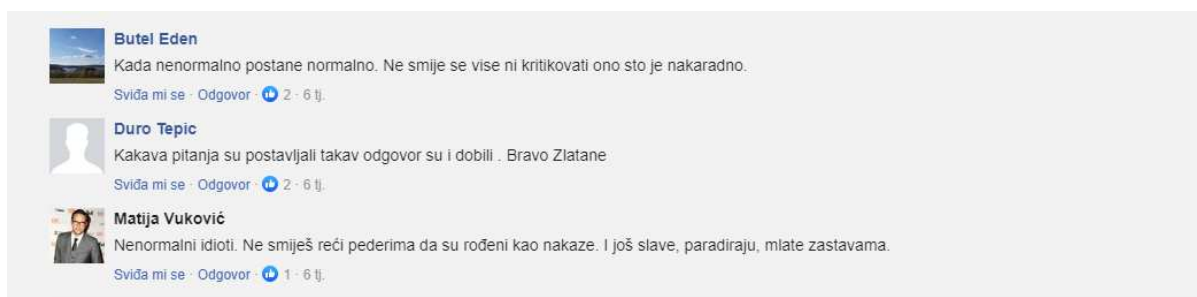 Butel Eden
Kada nenormalno postane normalno. Ne smije se vise ni kritikovati ono sto je nakaradno.
Sviđa mi se · Odgovor · 2 · 6 tj.
Duro Tepic
Kakava pitanja su postavljali takav odgovor su i dobili . Bravo Zlatane
Sviđa mi se · Odgovor · 2 · 6 tj.
Matija Vuković
Nenormalni idioti. Ne smiješ reći pederima da su rođeni kao nakaze. I još slave, paradiraju, mlate zastavama.
Sviđa mi se · Odgovor · 1 · 6 tj.